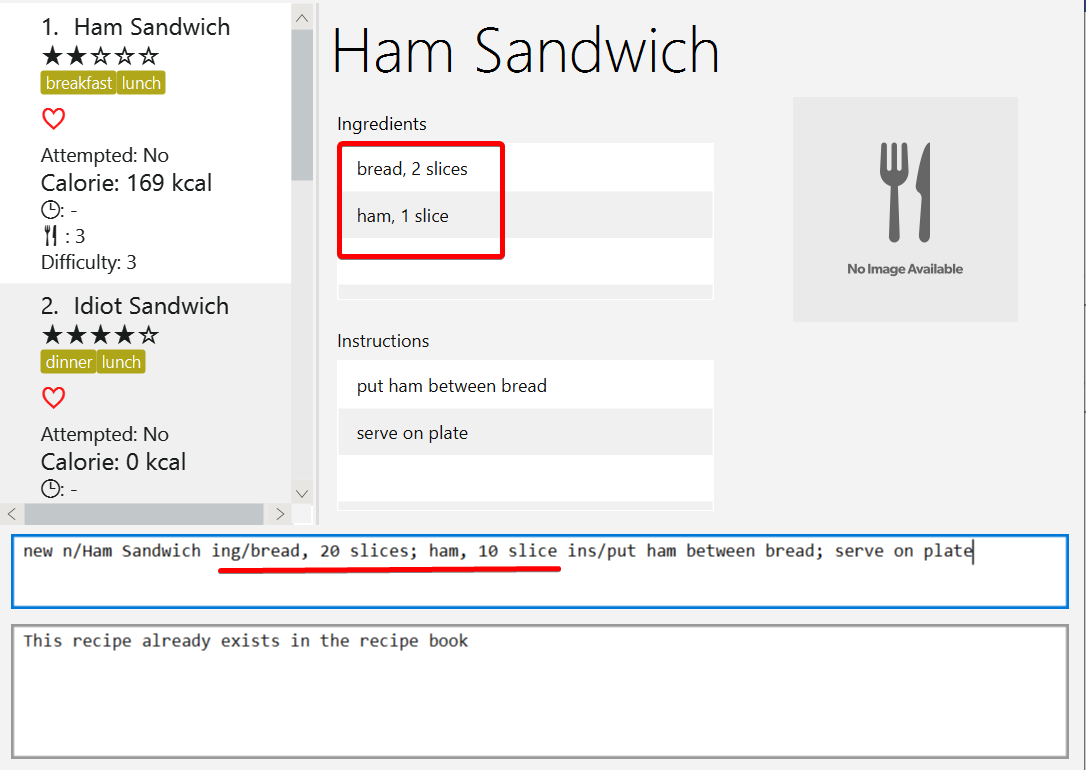 1. Ham Sandwich
★★☆☆☆
breakfast lunch
Attempted: No
Calorie: 169 kcal
: -
: 3
Difficulty: 3
2. Idiot Sandwich
★★★★☆
dinner lunch
Attempted: No
Calorie: 0 kcal
: -
Ham Sandwich
Ingredients
bread, 2 slices
ham, 1 slice
No Image Available
Instructions
put ham between bread
serve on plate
new n/Ham Sandwich ing/bread, 20 slices; ham, 10 slice ins/put ham between bread; serve on plate
This recipe already exists in the recipe book